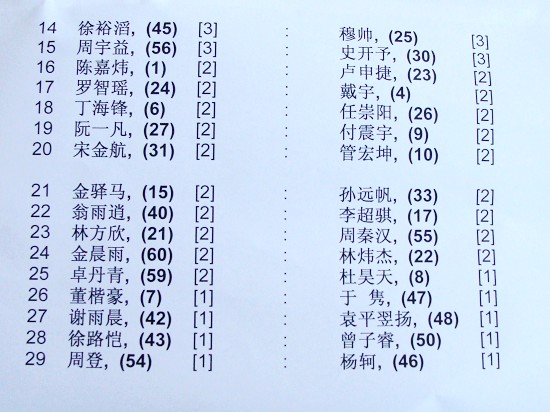 14 徐裕滔, (45) [3] : 穆帅, (25) [3]
15 周宇益, (56) [3] : 史开予, (30) [3]
16 陈嘉炜, (1) [2] : 卢申捷, (23) [2]
17 罗智瑶, (24) [2] : 戴宇, (4) [2]
18 丁海锋, (6) [2] : 任崇阳, (26) [2]
19 阮一凡, (27) [2] : 付震宇, (9) [2]
20 宋金航, (31) [2] : 管宏坤, (10) [2]
21 金驿马, (15) [2] : 孙远帆, (33) [2]
22 翁雨逍, (40) [2] : 李超骐, (17) [2]
23 林方欣, (21) [2] : 周秦汉, (55) [2]
24 金晨雨, (60) [2] : 林炜杰, (22) [2]
25 卓丹青, (59) [2] : 杜昊天, (8) [1]
26 董楷豪, (7) [1] : 于 隽, (47) [1]
27 谢雨晨, (42) [1] : 袁平翌扬, (48) [1]
28 徐路恺, (43) [1] : 曾子睿, (50) [1]
29 周登, (54) [1] : 杨轲, (46) [1]